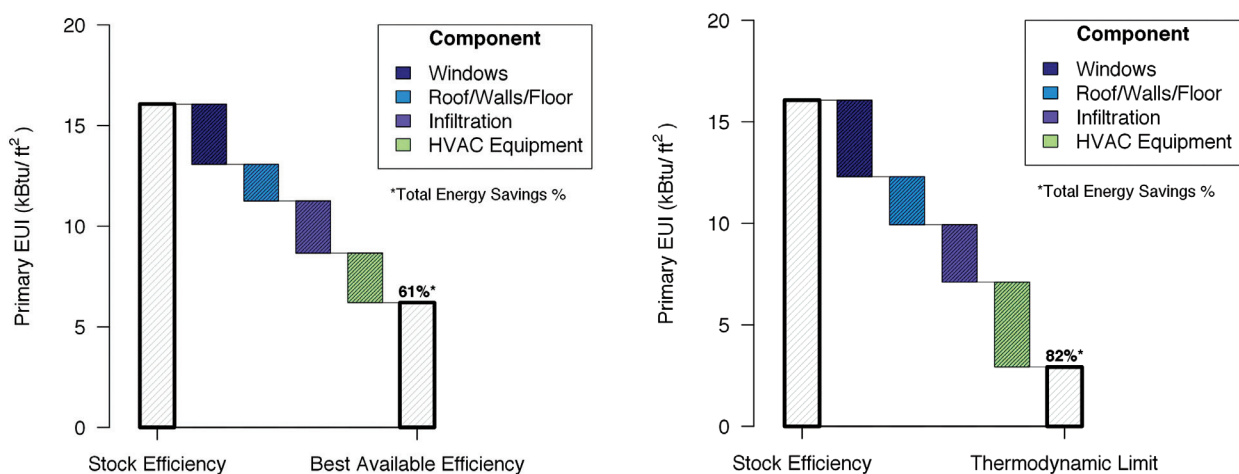 20
15
10
5
0
Primary EUI (kBtu/ ft²)
Component
Windows
Roof/Walls/Floor
Infiltration
HVAC Equipment
*Total Energy Savings %
61%*
Stock Efficiency
Best Available Efficiency
20
15
10
5
0
Primary EUI (kBtu/ ft²)
Component
Windows
Roof/Walls/Floor
Infiltration
HVAC Equipment
*Total Energy Savings %
82%*
Stock Efficiency
Thermodynamic Limit